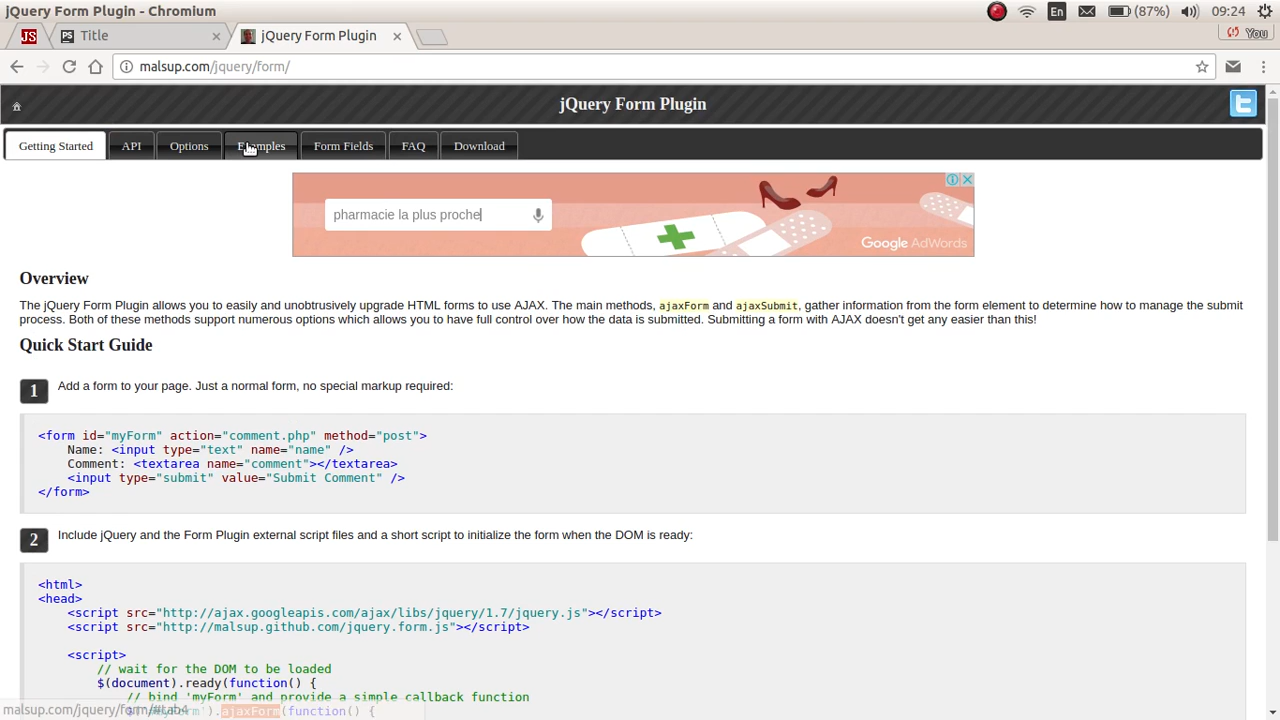 jQuery Form Plugin - Chromium
En
(87%)
09:24
JS
PS Title
jQuery Form Plugin
You
malsup.com/jquery/form/
jQuery Form Plugin
Getting Started
API
Options
Examples
Form Fields
FAQ
Download
pharmacie la plus proche
Google AdWords
Overview
The jQuery Form Plugin allows you to easily and unobtrusively upgrade HTML forms to use AJAX. The main methods, ajaxForm and ajaxSubmit, gather information from the form element to determine how to manage the submit
process. Both of these methods support numerous options which allows you to have full control over how the data is submitted. Submitting a form with AJAX doesn't get any easier than this!
Quick Start Guide
1 Add a form to your page. Just a normal form, no special markup required:
<form id="myForm" action="comment.php" method="post">
Name: <input type="text" name="name" />
Comment: <textarea name="comment"></textarea>
<input type="submit" value="Submit Comment" />
</form>
2 Include jQuery and the Form Plugin external script files and a short script to initialize the form when the DOM is ready:
<html>
<head>
<script src="http://ajax.googleapis.com/ajax/libs/jquery/1.7/jquery.js"></script>
<script src="http://malsup.github.com/jquery.form.js"></script>
<script>
// wait for the DOM to be loaded
$(document).ready(function() {
// bind 'myForm' and provide a simple callback function
$('#myForm').ajaxForm(function() {
malsup.com/jquery/form/#tab4